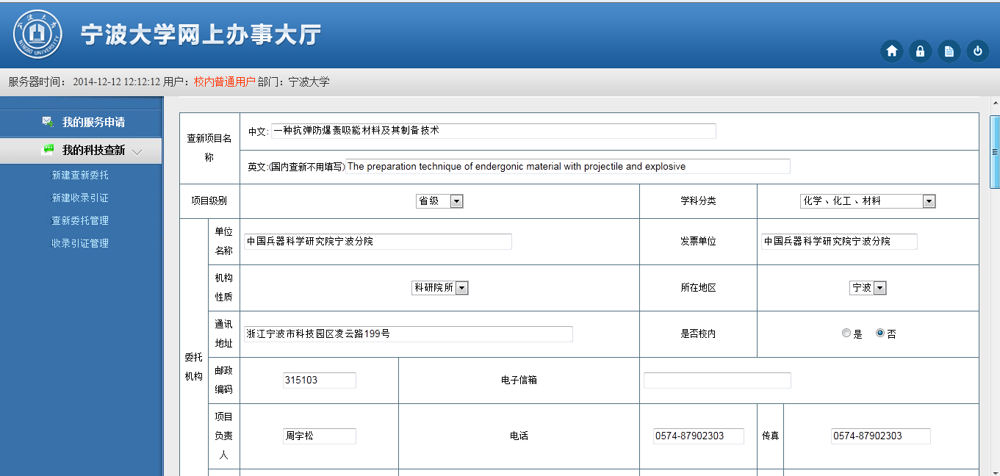 宁波大学
NINGBO UNIVERSITY
宁波大学网上办事大厅
服务器时间： 2014-12-12 12:12:12 用户：校内普通用户 部门：宁波大学
我的服务申请
我的科技查新
新建查新委托
新建收录引证
查新委托管理
收录引证管理
查新项目名
称
中文: 一种抗弹防爆轰吸能材料及其制备技术
英文:(国内查新不用填写) The preparation technique of endergonic material with projectile and explosive
项目级别 省级 学科分类 化学、化工、材料
委托
机构
单位
名称
中国兵器科学研究院宁波分院 发票单位 中国兵器科学研究院宁波分院
机构
性质
科研院所 所在地区 宁波
通讯
地址
浙江宁波市科技园区凌云路199号 是否校内 是 否
邮政
编码
315103 电子信箱
项目
负责
人
周宇松 电话 0574-87902303 传真 0574-87902303